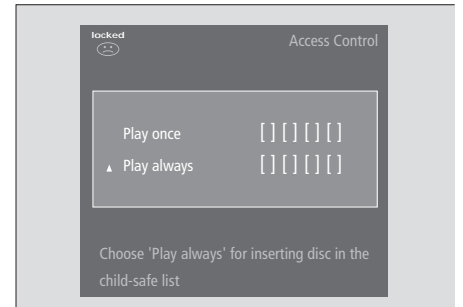 locked
Access Control
Play once [ ] [ ] [ ] [ ]
▲ Play always [ ] [ ] [ ] [ ]
Choose 'Play always' for inserting disc in the
child-safe list